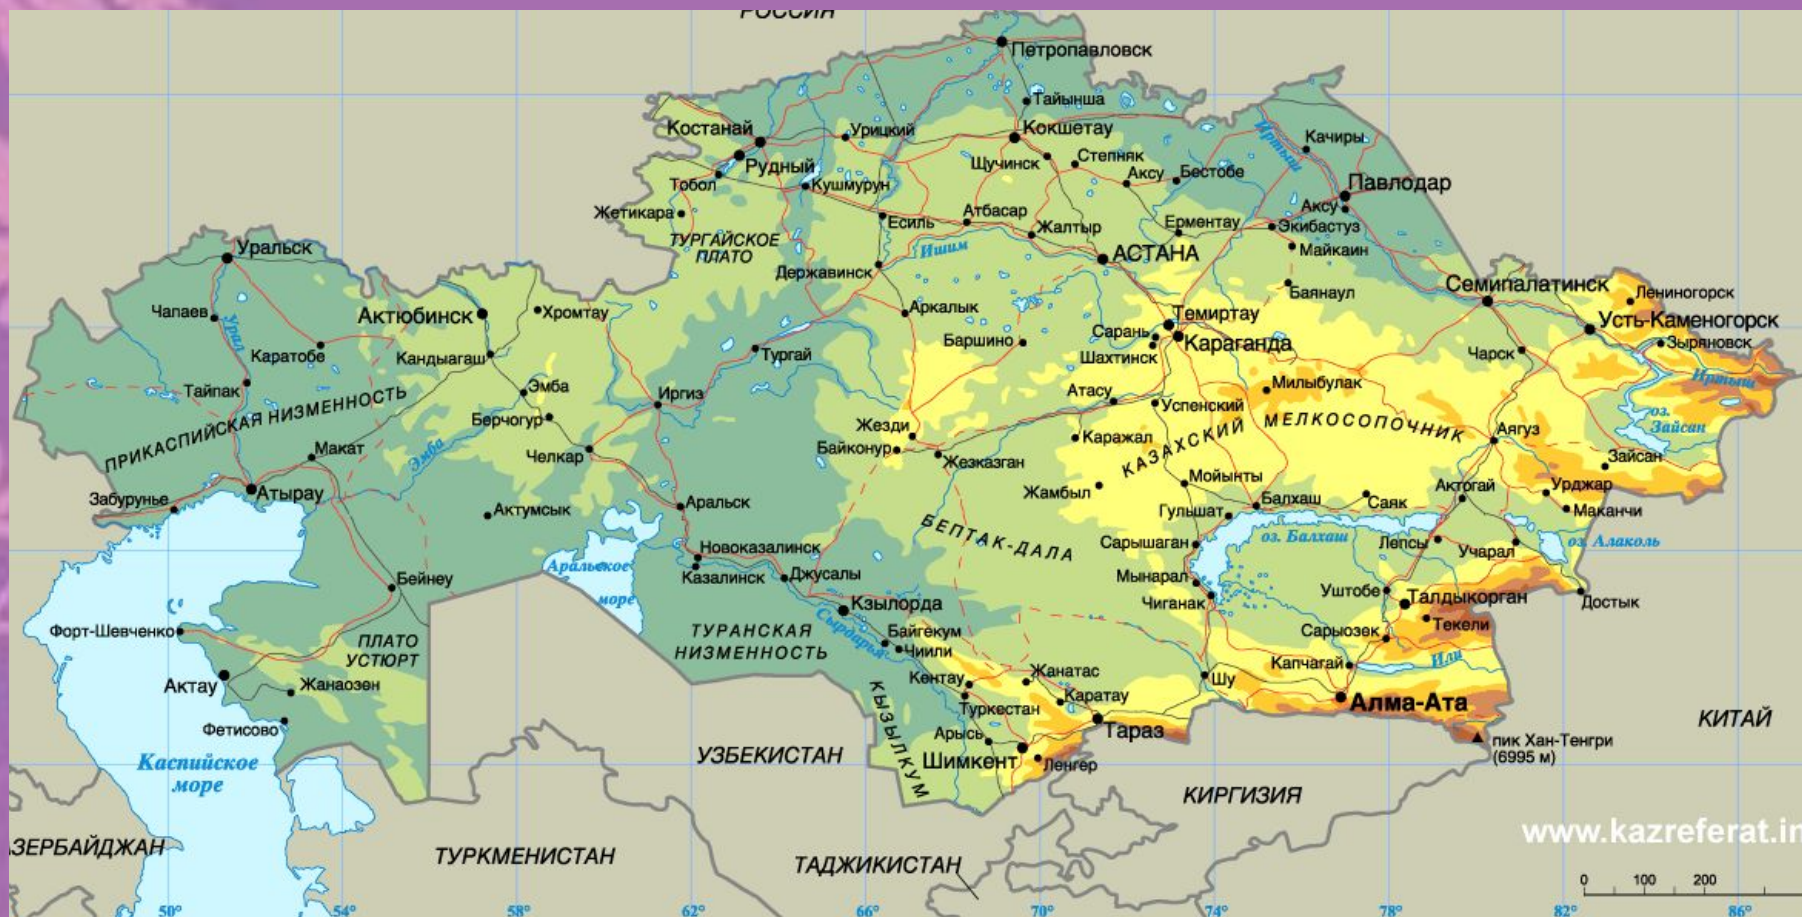 РОССИЯ
Петропавловск
Тайынша
Костанай
Урицкий
Кокшетау
Рудный
Щучинск
Степняк
Иртыш
Качиры
Тобол
Кушмурун
Аксу
Бестобе
Павлодар
Аксу
Жетикара
Есиль
Атбасар
Жалтыр
Ерментау
Экибастуз
ТУРГАЙСКОЕ
ПЛАТО
Ишим
Майкаин
Уральск
Державинск
АСТАНА
Семипалатинск
Баянаул
Лениногорск
Чапаев
Урал
Актюбинск
Хромтау
Аркалык
Темиртау
Усть-Каменогорск
Каратобе
Кандыагаш
Тургай
Баршино
Сарань
Шахтинск
Караганда
Чарск
Зыряновск
Иртыш
Тайпак
Эмба
Иргиз
Атасу
Милыбулак
ПРИКАСПИЙСКАЯ НИЗМЕННОСТЬ
Берчогур
Успенский
оз.
Зайсан
Жезди
КАЗАХСКИЙ МЕЛКОСОПОЧНИК
Аягуз
Макат
Эмба
Челкар
Байконур
Жезказган
Каражал
Зайсан
Забурунье
Атырау
Жамбыл
Мойынты
Актогай
Урджар
Аральск
Балхаш
Саяк
Актумсык
Гульшат
Маканчи
БЕПТАК-ДАЛА
Сарышаган
оз. Балхаш
Лепсы
Учарал
оз. Алаколь
Новоказалинск
Аральское
море
Казалинск
Джусалы
Бейнеу
Мынарал
Чиганак
Уштобе
Талдыкорган
Достык
Кзылорда
Сырдарья
Форт-Шевченко
ПЛАТО
УСТЮРТ
ТУРАНСКАЯ
НИЗМЕННОСТЬ
Байгекум
Чиили
Сарыозек
Текели
Капчагай
Или
Актау
Жанаозен
Кентау
Жанатас
Шу
КЫЗЫЛКУМ
Туркестан
Каратау
Алма-Ата
Фетисово
Арысь
Тараз
КИТАЙ
Каспийское
море
УЗБЕКИСТАН
Шимкент
Ленгер
пик Хан-Тенгри
(6995 м)
КИРГИЗИЯ
www.kazreferat.in
ЗЕРБАЙДЖАН
ТУРКМЕНИСТАН
ТАДЖИКИСТАН
0 100 200
50° 54° 58° 62° 66° 70° 74° 78° 82° 86°